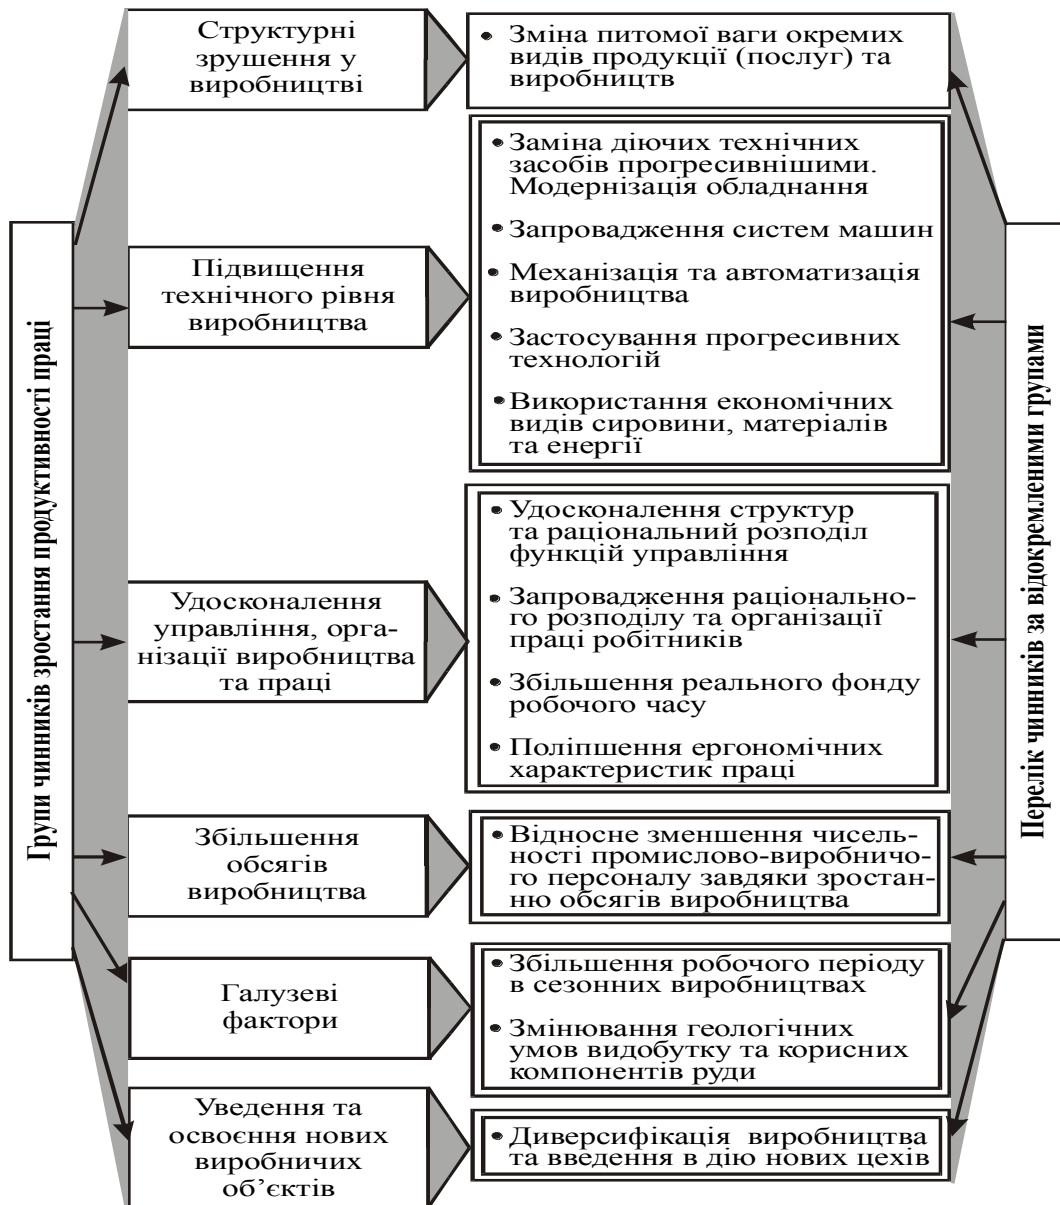 Групи чинників зростання продуктивності праці
Структурні
зрушення у
виробництві
• Зміна питомої ваги окремих
видів продукції (послуг) та
виробництв
Підвищення
технічного рівня
виробництва
• Заміна діючих технічних
засобів прогресивнішими.
Модернізація обладнання
• Запровадження систем машин
• Механізація та автоматизація
виробництва
• Застосування прогресивних
технологій
• Використання економічних
видів сировини, матеріалів
та енергії
Удосконалення
управління, орга-
нізації виробництва
та праці
• Удосконалення структур
та раціональний розподіл
функцій управління
• Запровадження раціонально-
го розподілу та організації
праці робітників
• Збільшення реального фонду
робочого часу
• Поліпшення ергономічних
характеристик праці
Збільшення
обсягів
виробництва
• Відносне зменшення чисель-
ності промислово-виробничо-
го персоналу завдяки зростан-
ню обсягів виробництва
Галузеві
фактори
• Збільшення робочого періоду
в сезонних виробництвах
• Змінювання геологічних
умов видобутку та корисних
компонентів руди
Уведення та
освоєння нових
виробничих
об’єктів
• Диверсифікація виробництва
та введення в дію нових цехів
Перелік чинників за відокремленими групами